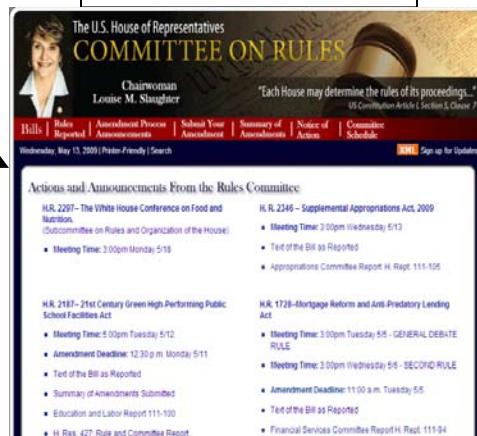 The U.S. House of Representatives
COMMITTEE ON RULES
Chairwoman
Louise M. Slaughter
"Each House may determine the rules of its proceedings..."
US Constitution Article I, Section 5, Clause 7
Bills | Rules Reported | Amendment Process Announcements | Submit Your Amendment | Summary of Amendments | Notice of Action | Committee Schedule
Wednesday, May 13, 2009 | Printer-Friendly | Search
XML Sign up for Updates
Actions and Announcements From the Rules Committee
H.R. 2297– The White House Conference on Food and
Nutrition.
(Subcommittee on Rules and Organization of the House)
Meeting Time: 3:00pm Monday 5/18
H. R. 2346 – Supplemental Appropriations Act, 2009
Meeting Time: 3:00pm Wednesday 5/13
Text of the Bill as Reported
Appropriations Committee Report H. Rept. 111-105
H.R. 2187– 21st Century Green High-Performing Public
School Facilities Act
Meeting Time: 5:00pm Tuesday 5/12
Amendment Deadline: 12:30 p.m. Monday 5/11
Text of the Bill as Reported
Summary of Amendments Submitted
Education and Labor Report 111-100
H. Res. 427: Rule and Committee Report
H.R. 1728–Mortgage Reform and Anti-Predatory Lending
Act
Meeting Time: 3:00pm Tuesday 5/5 - GENERAL DEBATE
RULE
Meeting Time: 3:00pm Wednesday 5/6 - SECOND RULE
Amendment Deadline: 11:00 a.m. Tuesday 5/5
Text of the Bill as Reported
Financial Services Committee Report H. Rept. 111-94